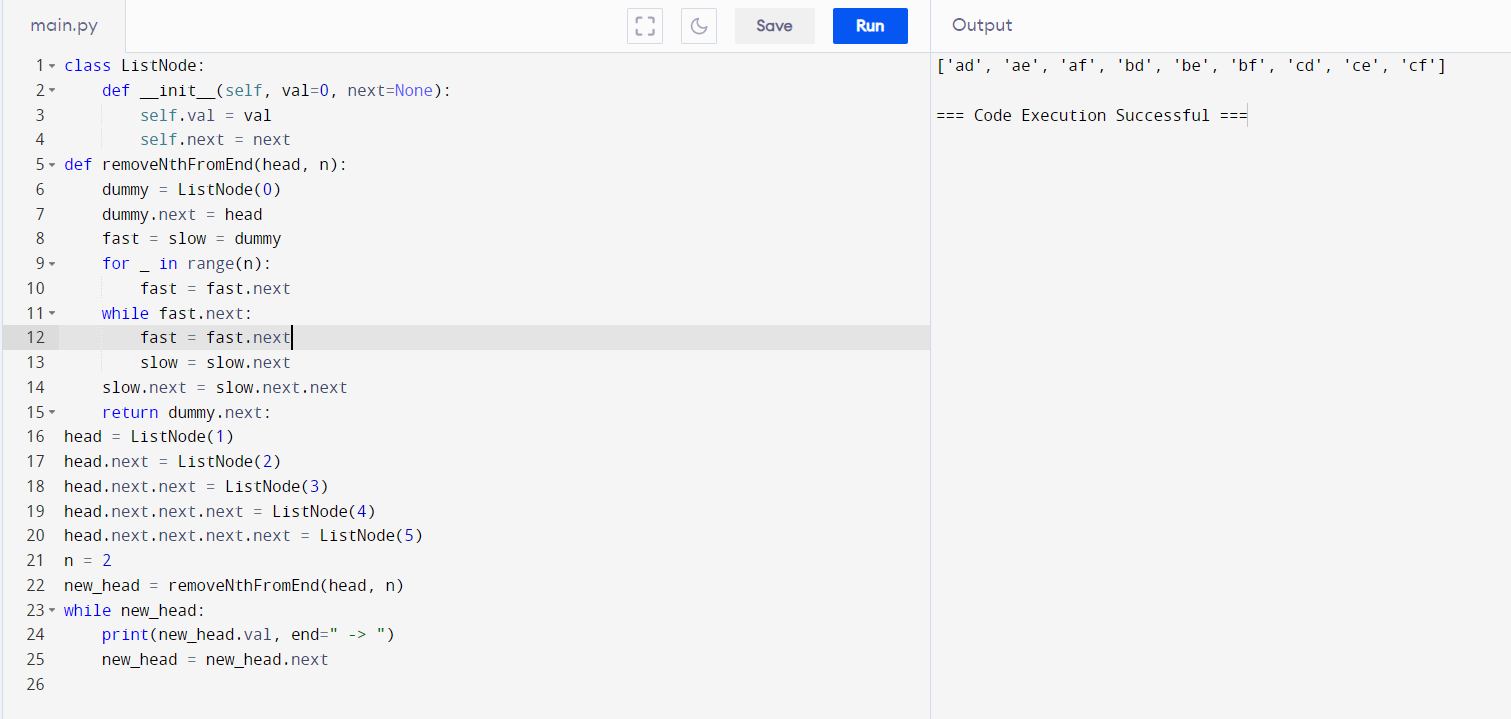 main.py
Save
Run
Output
1 class ListNode:
2     def __init__(self, val=0, next=None):
3         self.val = val
4         self.next = next
5 def removeNthFromEnd(head, n):
6     dummy = ListNode(0)
7     dummy.next = head
8     fast = slow = dummy
9     for _ in range(n):
10         fast = fast.next
11     while fast.next:
12         fast = fast.next
13         slow = slow.next
14     slow.next = slow.next.next
15     return dummy.next:
16 head = ListNode(1)
17 head.next = ListNode(2)
18 head.next.next = ListNode(3)
19 head.next.next.next = ListNode(4)
20 head.next.next.next.next = ListNode(5)
21 n = 2
22 new_head = removeNthFromEnd(head, n)
23 while new_head:
24     print(new_head.val, end=" -> ")
25     new_head = new_head.next
26
['ad', 'ae', 'af', 'bd', 'be', 'bf', 'cd', 'ce', 'cf']
=== Code Execution Successful ===